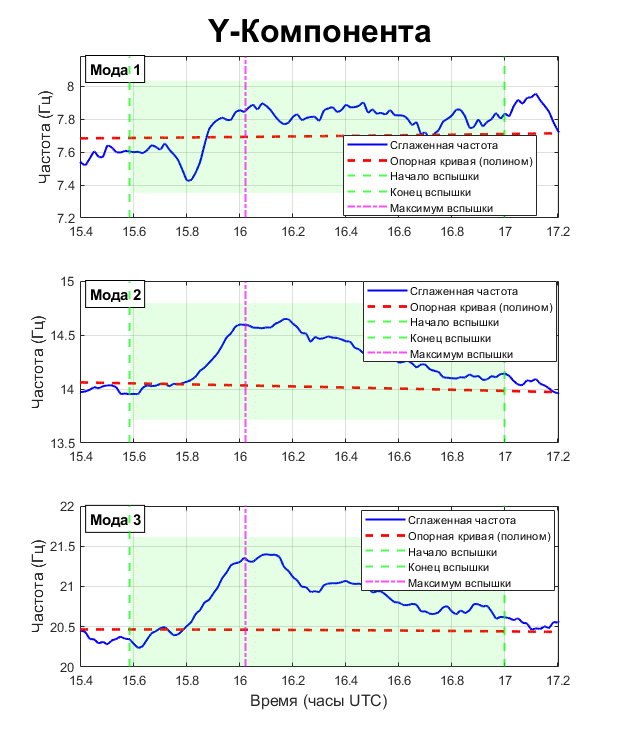 Y-Компонента
Мода 1
Частота (Гц)
8
7.8
7.6
7.4
7.2
15.4 15.6 15.8 16 16.2 16.4 16.6 16.8 17 17.2
Сглаженная частота
Опорная кривая (полином)
Начало вспышки
Конец вспышки
Максимум вспышки
Мода 2
Частота (Гц)
15
14.5
14
13.5
15.4 15.6 15.8 16 16.2 16.4 16.6 16.8 17 17.2
Сглаженная частота
Опорная кривая (полином)
Начало вспышки
Конец вспышки
Максимум вспышки
Мода 3
Частота (Гц)
22
21.5
21
20.5
20
15.4 15.6 15.8 16 16.2 16.4 16.6 16.8 17 17.2
Сглаженная частота
Опорная кривая (полином)
Начало вспышки
Конец вспышки
Максимум вспышки
Время (часы UTC)